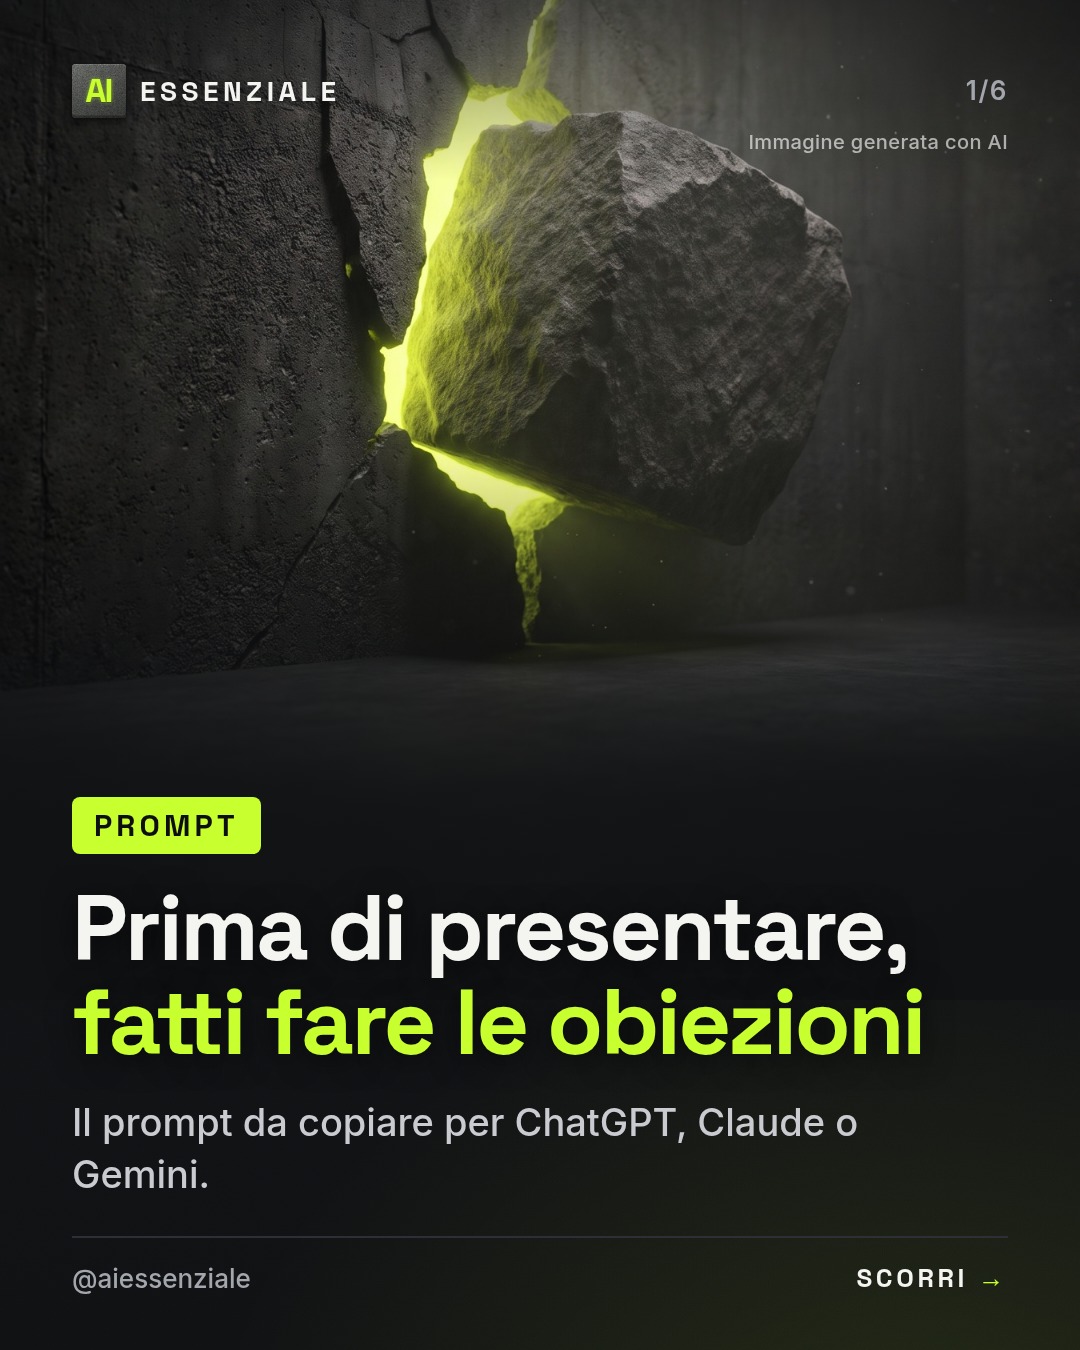 AI ESSENZIALE
1/6
Immagine generata con AI
PROMPT
Prima di presentare,
fatti fare le obiezioni
Il prompt da copiare per ChatGPT, Claude o
Gemini.
@aiessenziale
SCORRI →